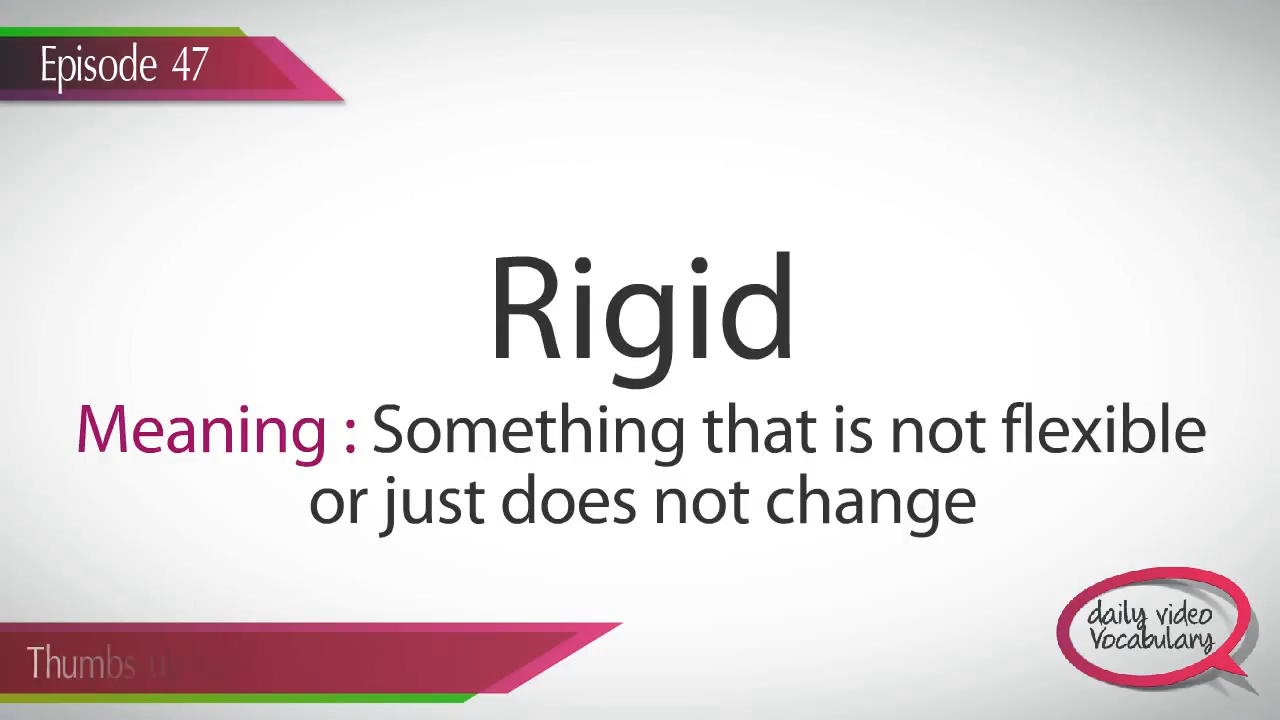 Episode 47
Rigid
Meaning : Something that is not flexible
or just does not change
daily video
Vocabulary
Thumbs